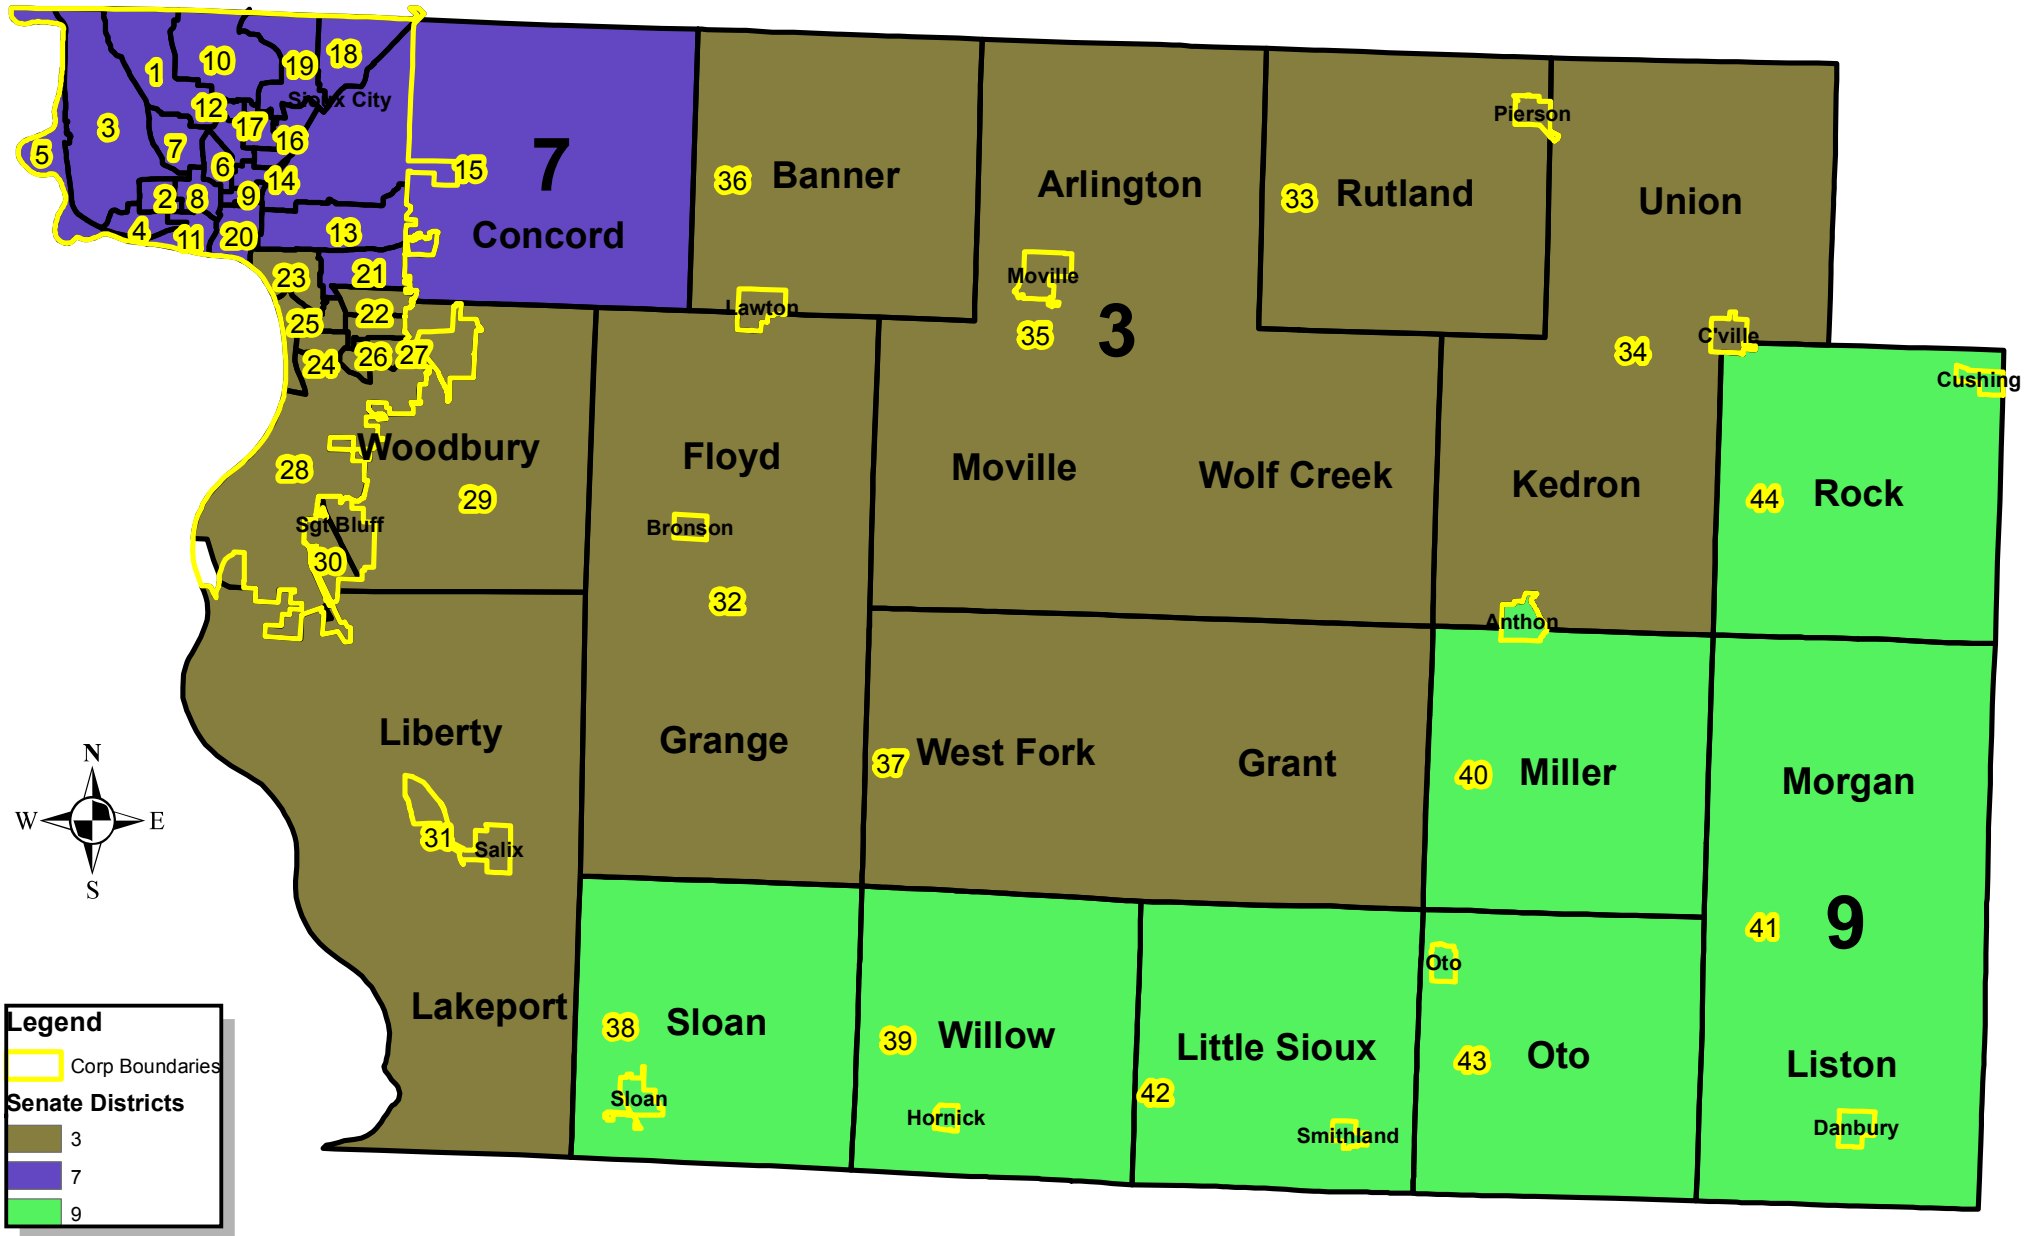 18
10
19
1
Sioux City
12
3
17
16
7
7
5
6
15
14
2
8
9
4
11
20
13
Concord
36
Banner
Arlington
33
Rutland
Pierson
Union
23
21
Moville
25
22
Lawton
35
3
34
C'ville
24
26
27
Cushing
28
Woodbury
29
Floyd
Moville
Wolf Creek
Kedron
44
Rock
Sgt Bluff
Bronson
30
32
Anthon
Liberty
Grange
37
West Fork
Grant
40
Miller
Morgan
N
W
E
S
31
Salix
41
9
Lakeport
38
Sloan
39
Willow
Little Sioux
Oto
43
Oto
Liston
Sloan
Hornick
42
Smithland
Danbury
Legend
Corp Boundaries
Senate Districts
3
7
9